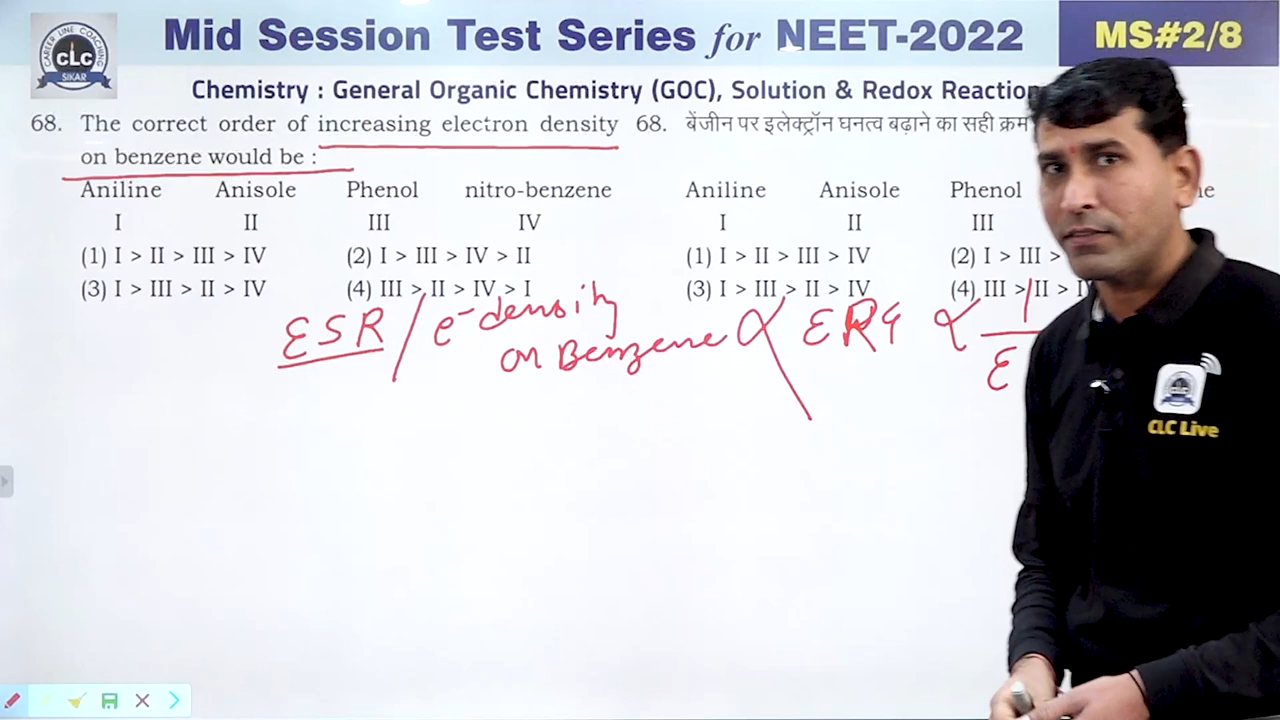 Mid Session Test Series for NEET-2022
MS#2/8
CAREER LINE COACHING
CLC
SIKAR
Chemistry : General Organic Chemistry (GOC), Solution & Redox Reaction
68. The correct order of increasing electron density
on benzene would be :
Aniline Anisole Phenol nitro-benzene
I II III IV
(1) I > II > III > IV (2) I > III > IV > II
(3) I > III > II > IV (4) III > II > IV > I
68. बेंजीन पर इलेक्ट्रॉन घनत्व बढ़ाने का सही क्रम
Aniline Anisole Phenol
I II III
(1) I > II > III > IV (2) I > III >
(3) I > III > II > IV (4) III > II > I
ESR / e⁻ density
on Benzene ∝ ERG ∝ 1
E
CLC Live